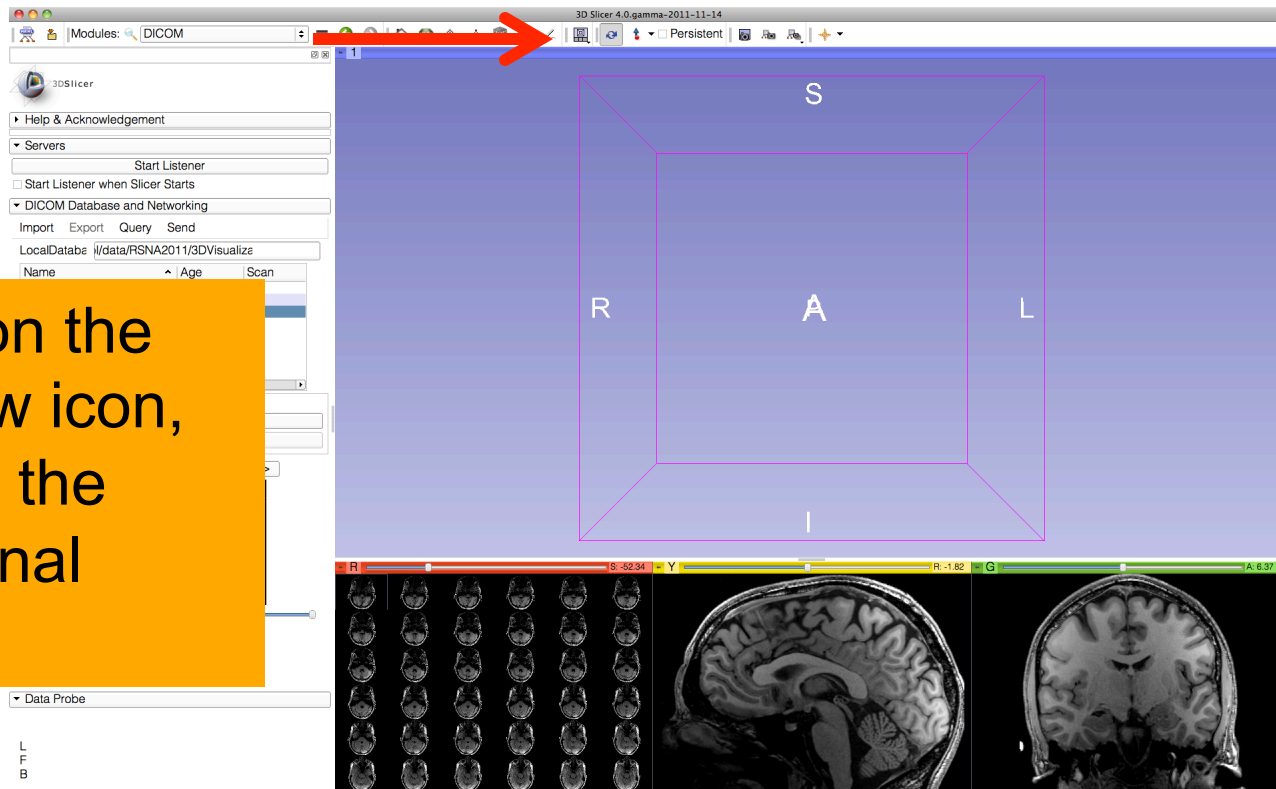 3D Slicer 4.0.gamma-2011-11-14
Modules: DICOM
Persistent
1
3DSlicer
Help & Acknowledgement
Servers
Start Listener
Start Listener when Slicer Starts
DICOM Database and Networking
Import Export Query Send
LocalDataba l/data/RSNA2011/3DVisualiza
Name Age Scan
on the
w icon,
the
nal
>
Data Probe
L
F
B
S
R
A
L
I
R S: -52.34
Y R: -1.82
G A: 6.37